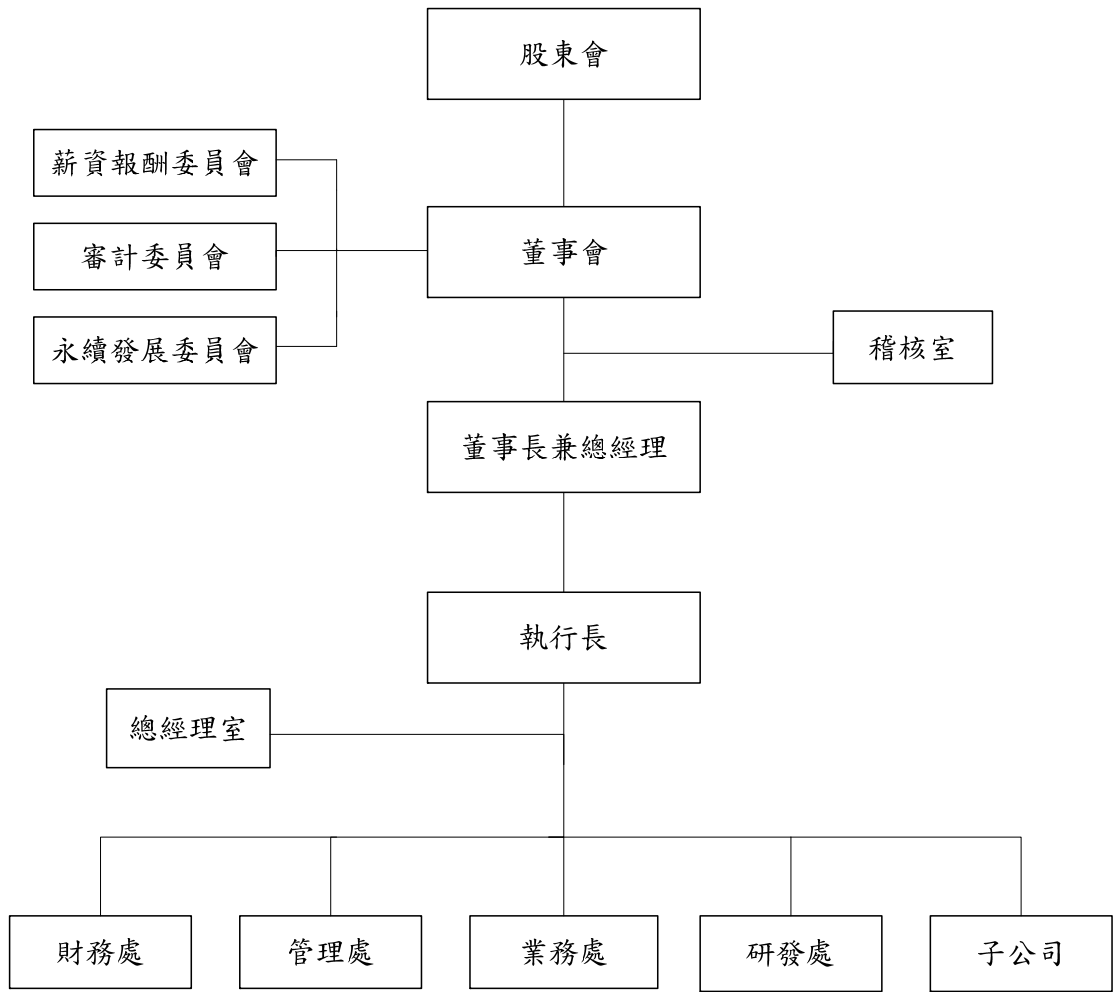 股東會
薪資報酬委員會
審計委員會
董事會
永續發展委員會
稽核室
董事長兼總經理
執行長
總經理室
財務處
管理處
業務處
研發處
子公司